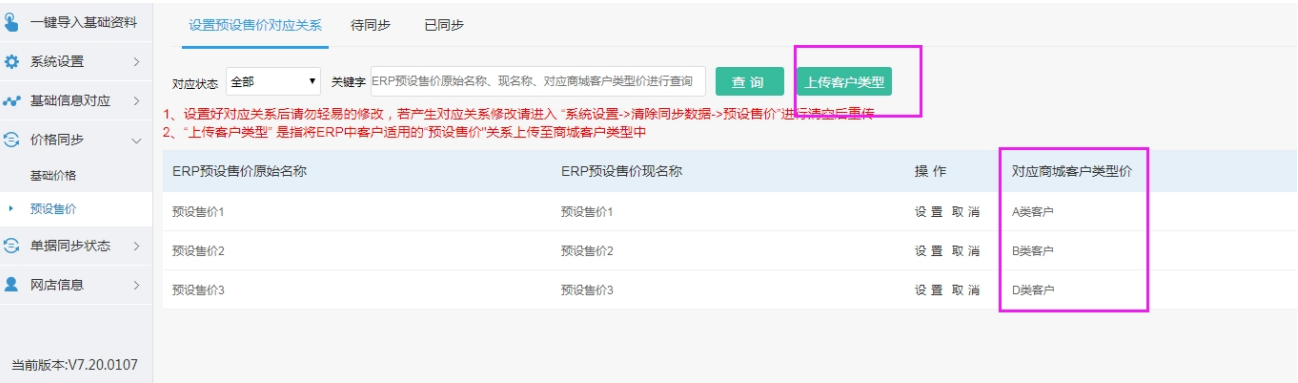 一键导入基础资料
系统设置
基础信息对应
价格同步
基础价格
预设售价
单据同步状态
网店信息
当前版本:V7.20.0107
设置预设售价对应关系 待同步 已同步
对应状态 全部 关键字 ERP预设售价原始名称、现名称、对应商城客户类型价进行查询 查 询 上传客户类型
1、设置好对应关系后请勿轻易的修改，若产生对应关系修改请进入 “系统设置->清除同步数据->预设售价”进行清空后重传
2、“上传客户类型” 是指将ERP中客户适用的“预设售价”关系上传至商城客户类型中
ERP预设售价原始名称 ERP预设售价现名称 操 作 对应商城客户类型价
预设售价1 预设售价1 设 置 取 消 A类客户
预设售价2 预设售价2 设 置 取 消 B类客户
预设售价3 预设售价3 设 置 取 消 D类客户